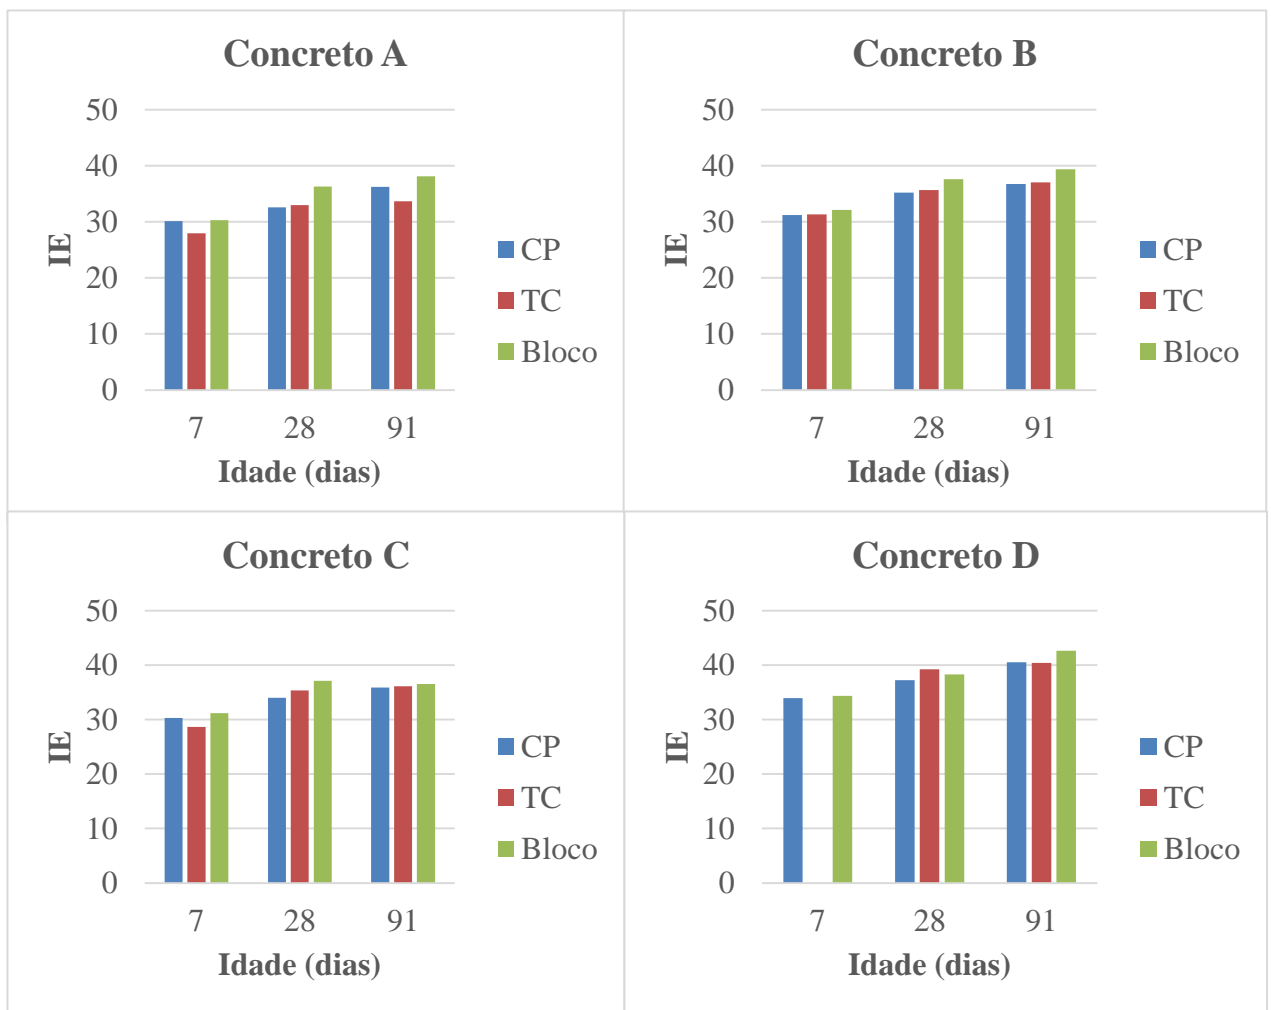 Concreto A
50
40
30
20
10
0
IE
7 28 91
Idade (dias)
CP
TC
Bloco
Concreto B
50
40
30
20
10
0
IE
7 28 91
Idade (dias)
CP
TC
Bloco
Concreto C
50
40
30
20
10
0
IE
7 28 91
Idade (dias)
CP
TC
Bloco
Concreto D
50
40
30
20
10
0
IE
7 28 91
Idade (dias)
CP
TC
Bloco